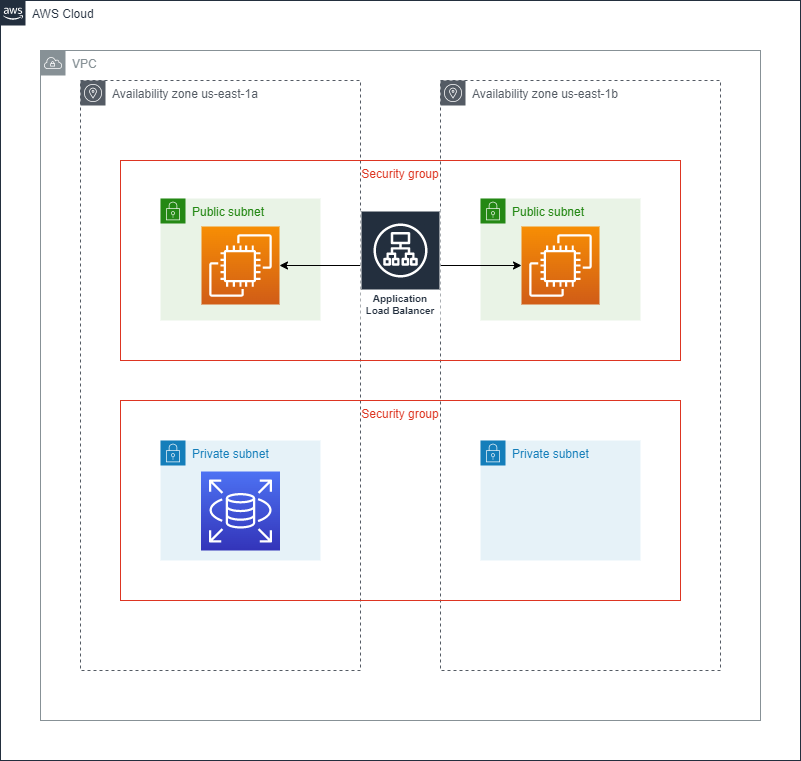 aws
AWS Cloud
VPC
Availability zone us-east-1a
Availability zone us-east-1b
Security group
Public subnet
Public subnet
Application
Load Balancer
Security group
Private subnet
Private subnet